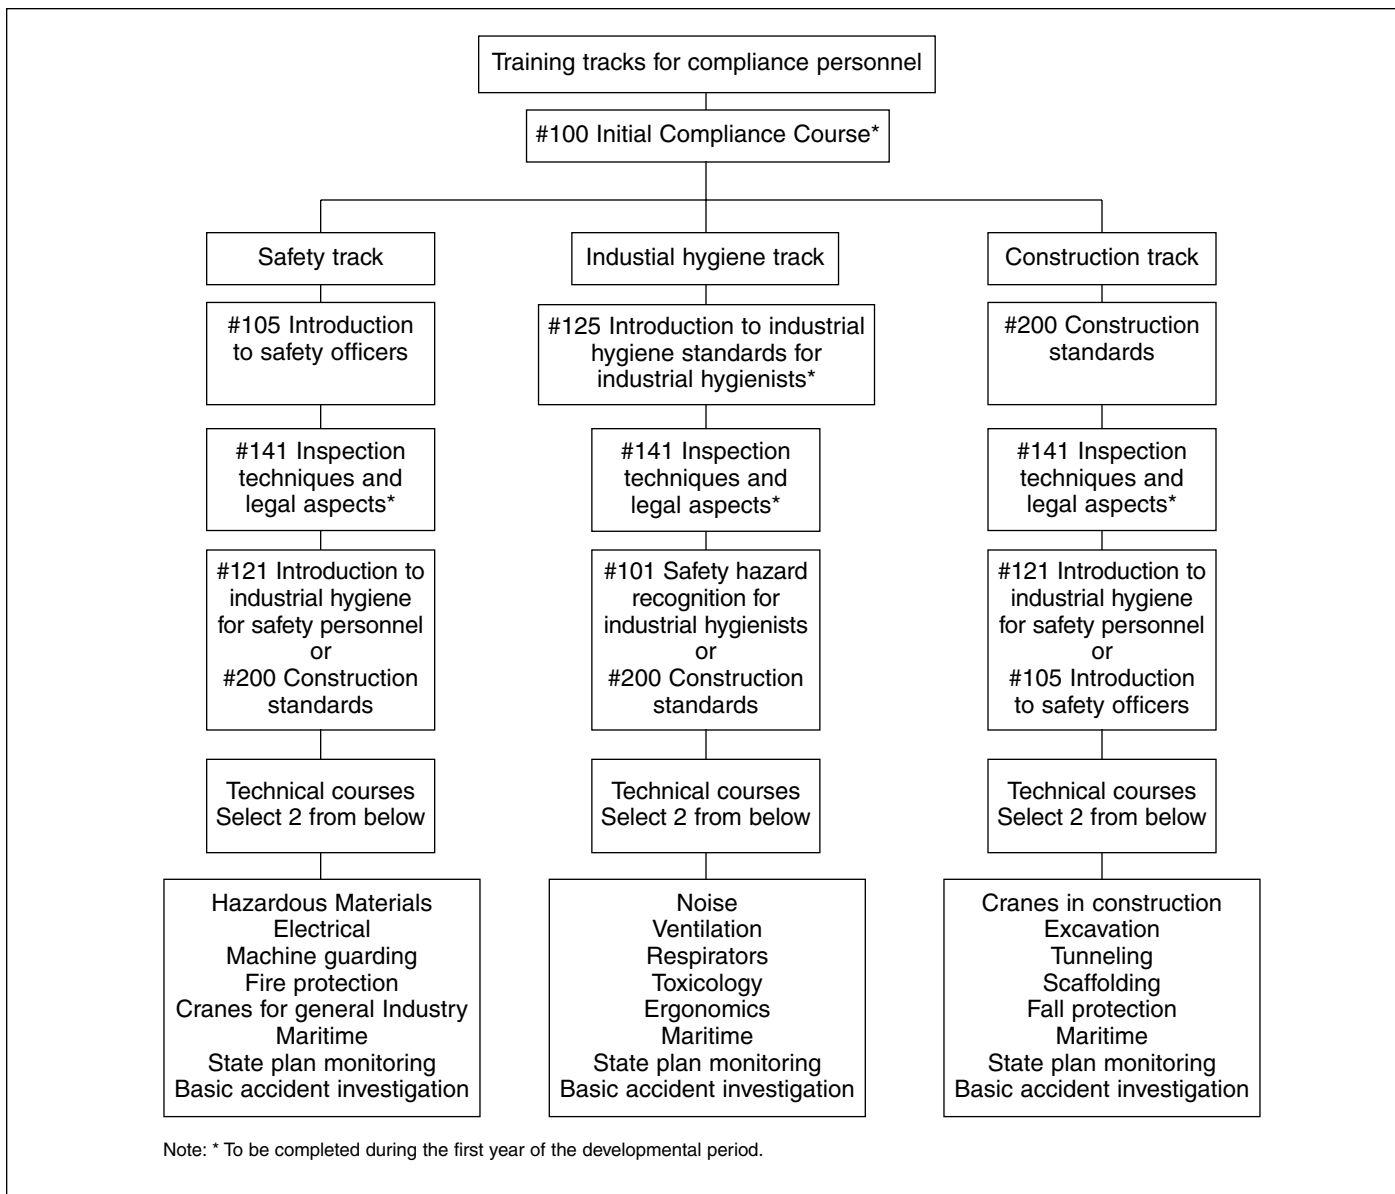 Training tracks for compliance personnel
#100 Initial Compliance Course*
Safety track
#105 Introduction
to safety officers
#141 Inspection
techniques and
legal aspects*
#121 Introduction to
industrial hygiene
for safety personnel
or
#200 Construction
standards
Technical courses
Select 2 from below
Hazardous Materials
Electrical
Machine guarding
Fire protection
Cranes for general Industry
Maritime
State plan monitoring
Basic accident investigation
Industial hygiene track
#125 Introduction to industrial
hygiene standards for
industrial hygienists*
#141 Inspection
techniques and
legal aspects*
#101 Safety hazard
recognition for
industrial hygienists
or
#200 Construction
standards
Technical courses
Select 2 from below
Noise
Ventilation
Respirators
Toxicology
Ergonomics
Maritime
State plan monitoring
Basic accident investigation
Construction track
#200 Construction
standards
#141 Inspection
techniques and
legal aspects*
#121 Introduction to
industrial hygiene
for safety personnel
or
#105 Introduction
to safety officers
Technical courses
Select 2 from below
Cranes in construction
Excavation
Tunneling
Scaffolding
Fall protection
Maritime
State plan monitoring
Basic accident investigation
Note: * To be completed during the first year of the developmental period.